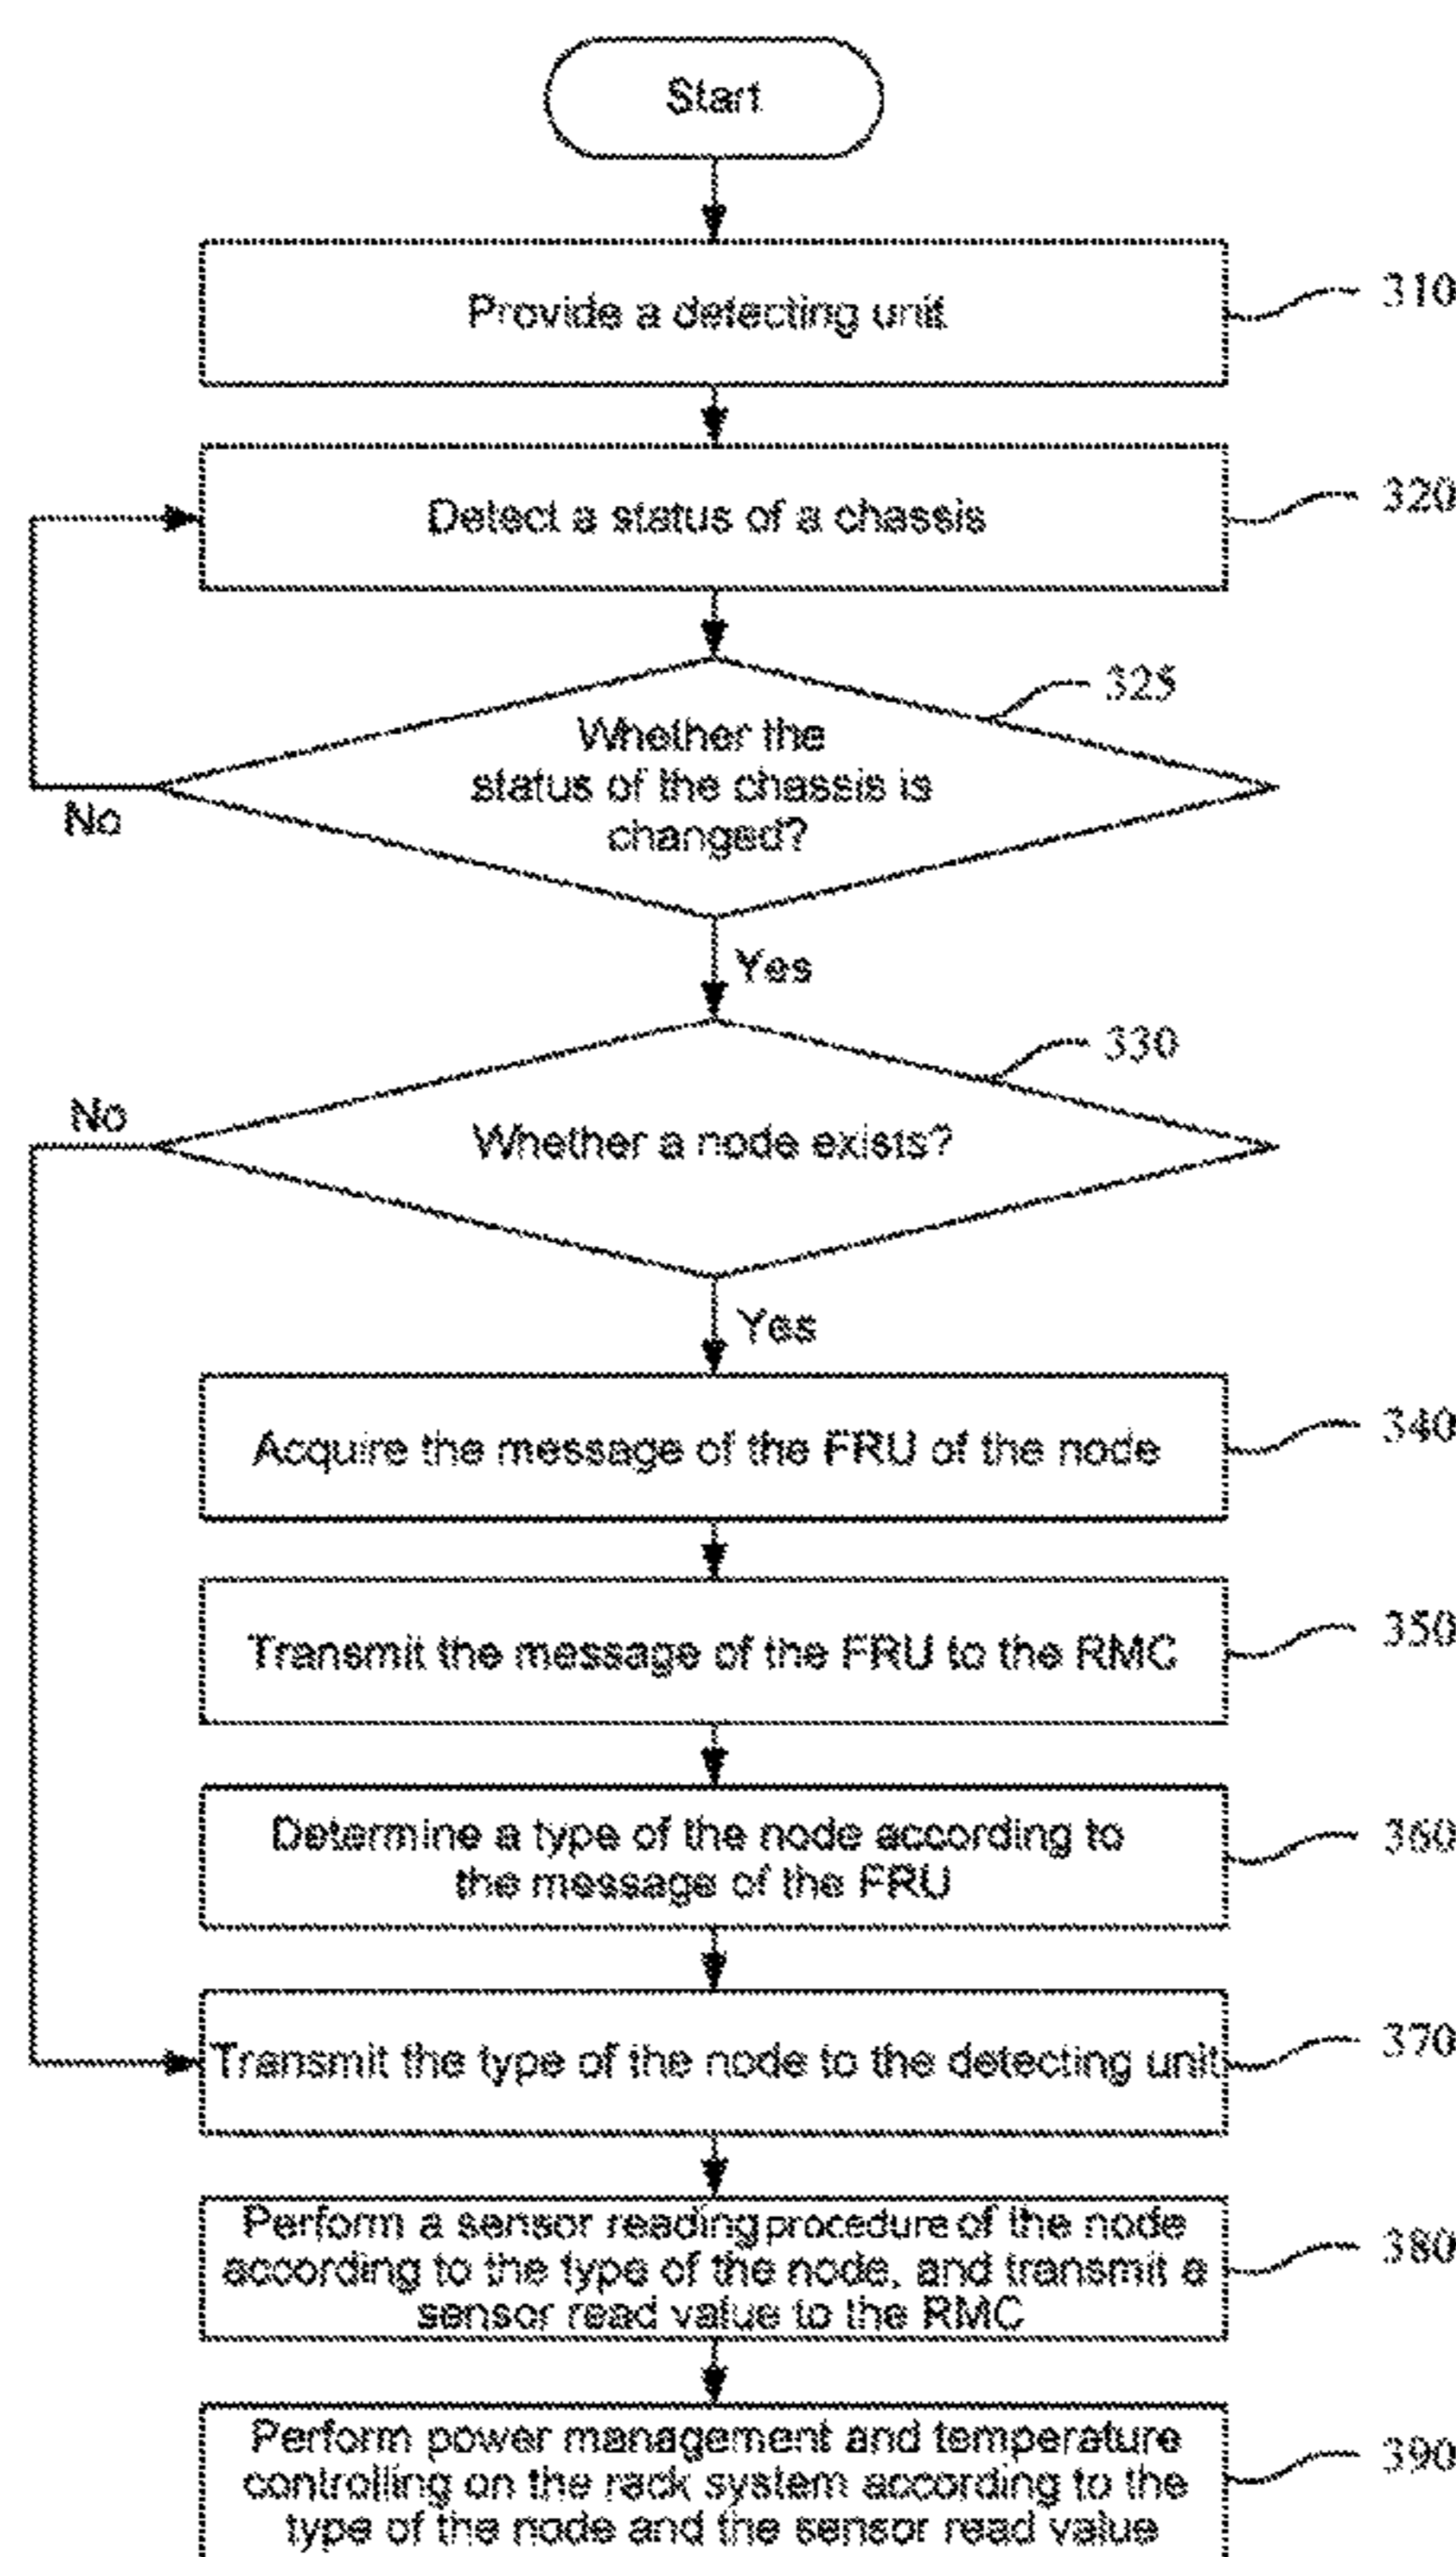 Start
Provide a detecting unit
310
Detect a status of a chassis
320
325
Whether the
status of the chassis is
changed?
No
Yes
330
No
Whether a node exists?
Yes
Acquire the message of the FRU of the node
340
Transmit the message of the FRU to the RMC
350
Determine a type of the node according to
the message of the FRU
360
Transmit the type of the node to the detecting unit
370
Perform a sensor reading procedure of the node
according to the type of the node, and transmit a
sensor read value to the RMC
380
Perform power management and temperature
controlling on the rack system according to the
type of the node and the sensor read value
390